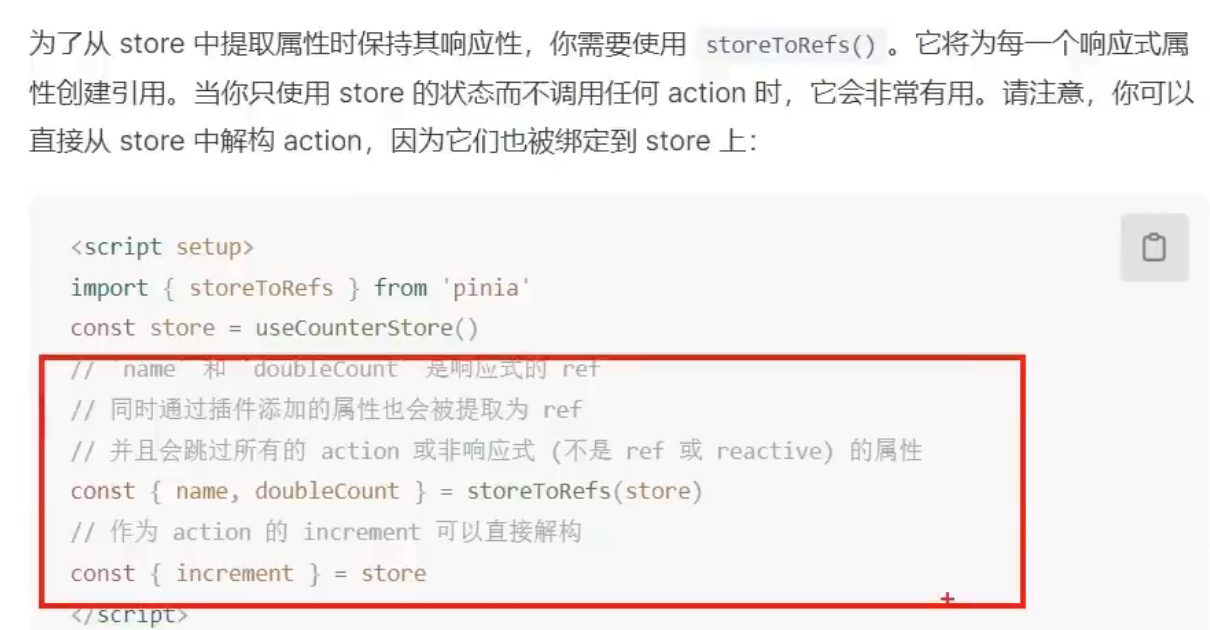 为了从 store 中提取属性时保持其响应性，你需要使用 storeToRefs() 。它将为每一个响应式属
性创建引用。当你只使用 store 的状态而不调用任何 action 时，它会非常有用。请注意，你可以
直接从 store 中解构 action，因为它们也被绑定到 store 上：
<script setup>
import { storeToRefs } from 'pinia'
const store = useCounterStore()
// `name` 和 `doubleCount` 是响应式的 ref
// 同时通过插件添加的属性也会被提取为 ref
// 并且会跳过所有的 action 或非响应式 (不是 ref 或 reactive) 的属性
const { name, doubleCount } = storeToRefs(store)
// 作为 action 的 increment 可以直接解构
const { increment } = store
</script>